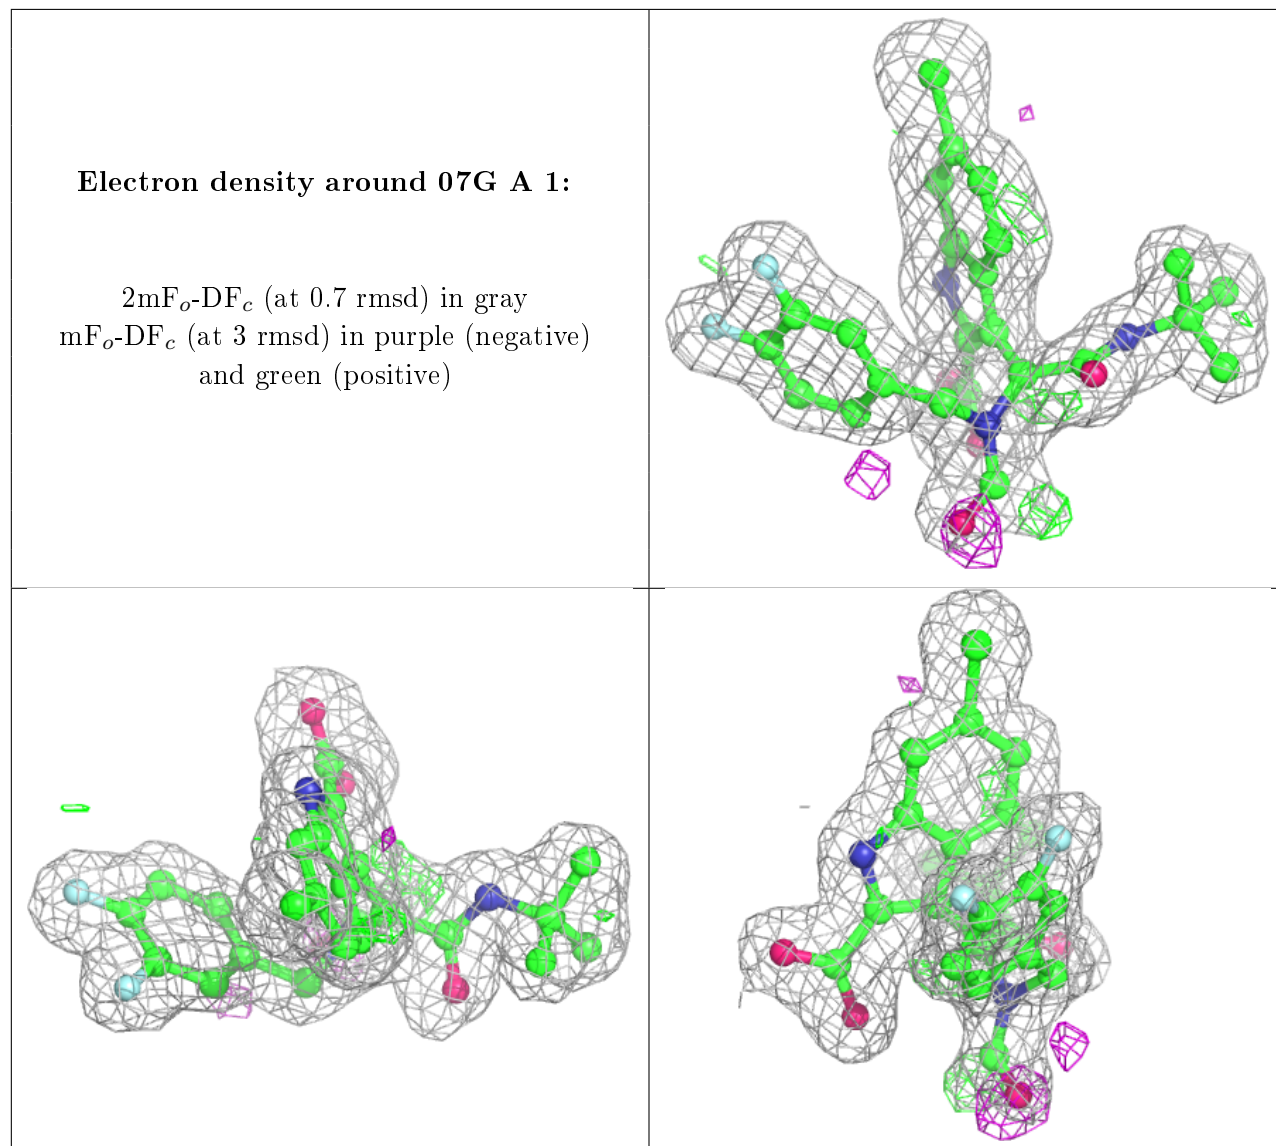 Electron density around 07G A 1:
2mFo-DFc (at 0.7 rmsd) in gray
mFo-DFc (at 3 rmsd) in purple (negative)
and green (positive)